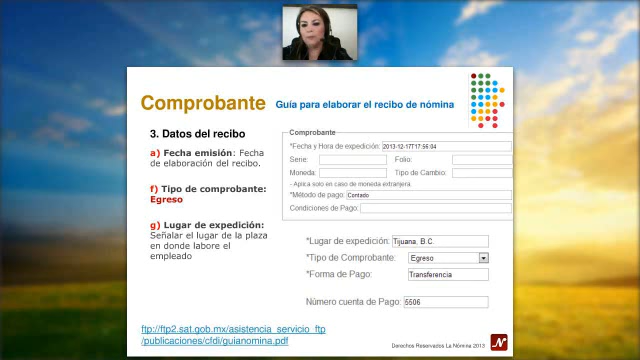 Comprobante Guía para elaborar el recibo de nómina
3. Datos del recibo
a) Fecha emisión: Fecha
de elaboración del recibo.
f) Tipo de comprobante:
Egreso
g) Lugar de expedición:
Señalar el lugar de la plaza
en donde labore el
empleado
Comprobante
*Fecha y Hora de expedición: 2013-12-17T17:56:04
Serie: Folio:
Moneda: Tipo de Cambio:
- Aplica solo en caso de moneda extranjera
*Método de pago: Contado
Condiciones de Pago:
*Lugar de expedición: Tijuana, B.C.
*Tipo de Comprobante: Egreso
*Forma de Pago: Transferencia
Número cuenta de Pago: 5506
ftp://ftp2.sat.gob.mx/asistencia_servicio_ftp
/publicaciones/cfdi/guianomina.pdf
Derechos Reservados La Nómina 2013 N